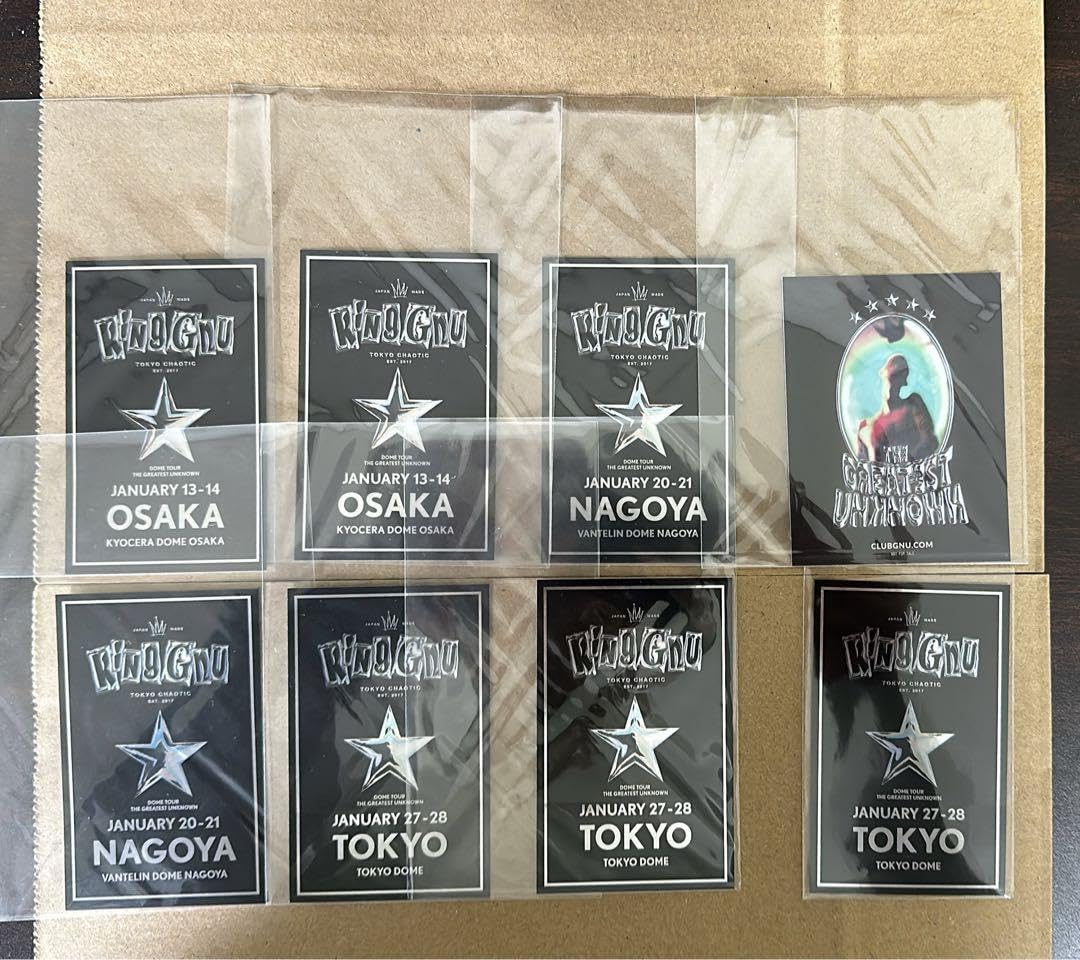 JAPAN MADE
King Gnu
TOKYO CHAOTIC
EST. 2017
DOME TOUR
THE GREATEST UNKNOWN
JANUARY 13-14
OSAKA
KYOCERA DOME OSAKA
JAPAN MADE
King Gnu
TOKYO CHAOTIC
EST. 2017
DOME TOUR
THE GREATEST UNKNOWN
JANUARY 13-14
OSAKA
KYOCERA DOME OSAKA
JAPAN MADE
King Gnu
TOKYO CHAOTIC
EST. 2017
DOME TOUR
THE GREATEST UNKNOWN
JANUARY 20-21
NAGOYA
VANTELIN DOME NAGOYA
THE
GREATEST
UNKNOWN
CLUBGNU.COM
NOT FOR SALE
JAPAN MADE
King Gnu
TOKYO CHAOTIC
EST. 2017
DOME TOUR
THE GREATEST UNKNOWN
JANUARY 20-21
NAGOYA
VANTELIN DOME NAGOYA
JAPAN MADE
King Gnu
TOKYO CHAOTIC
EST. 2017
DOME TOUR
THE GREATEST UNKNOWN
JANUARY 27-28
TOKYO
TOKYO DOME
JAPAN MADE
King Gnu
TOKYO CHAOTIC
EST. 2017
DOME TOUR
THE GREATEST UNKNOWN
JANUARY 27-28
TOKYO
TOKYO DOME
JAPAN MADE
King Gnu
TOKYO CHAOTIC
EST. 2017
DOME TOUR
THE GREATEST UNKNOWN
JANUARY 27-28
TOKYO
TOKYO DOME